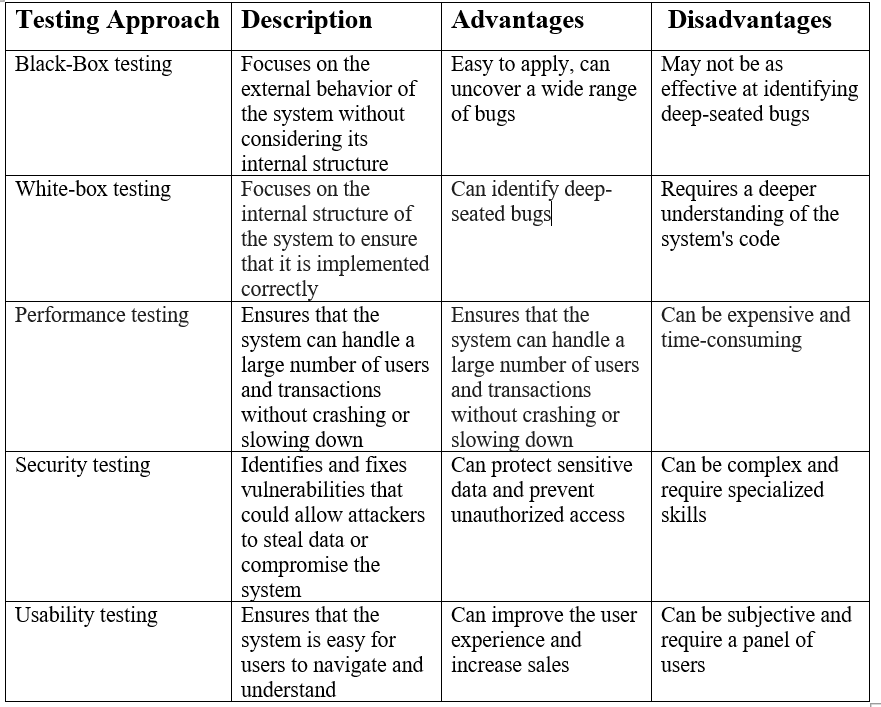 Testing Approach Description Advantages Disadvantages
Black-Box testing
Focuses on the
external behavior of
the system without
considering its
internal structure
Easy to apply, can
uncover a wide range
of bugs
May not be as
effective at identifying
deep-seated bugs
White-box testing
Focuses on the
internal structure of
the system to ensure
that it is implemented
correctly
Can identify deep-
seated bugs
Requires a deeper
understanding of the
system's code
Performance testing
Ensures that the
system can handle a
large number of users
and transactions
without crashing or
slowing down
Ensures that the
system can handle a
large number of users
and transactions
without crashing or
slowing down
Can be expensive and
time-consuming
Security testing
Identifies and fixes
vulnerabilities that
could allow attackers
to steal data or
compromise the
system
Can protect sensitive
data and prevent
unauthorized access
Can be complex and
require specialized
skills
Usability testing
Ensures that the
system is easy for
users to navigate and
understand
Can improve the user
experience and
increase sales
Can be subjective and
require a panel of
users